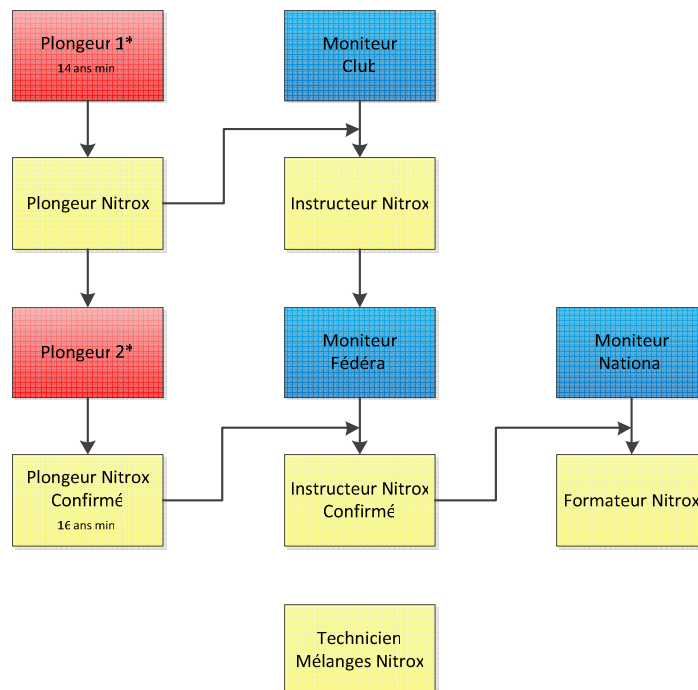 Plongeur 1*
14 ans min
Moniteur
Club
Plongeur Nitrox
Instructeur Nitrox
Plongeur 2*
Moniteur
Fédéra
Moniteur
Nationa
Plongeur Nitrox
Confirmé
16 ans min
Instructeur Nitrox
Confirmé
Formateur Nitrox
Technicien
Mélanges Nitrox